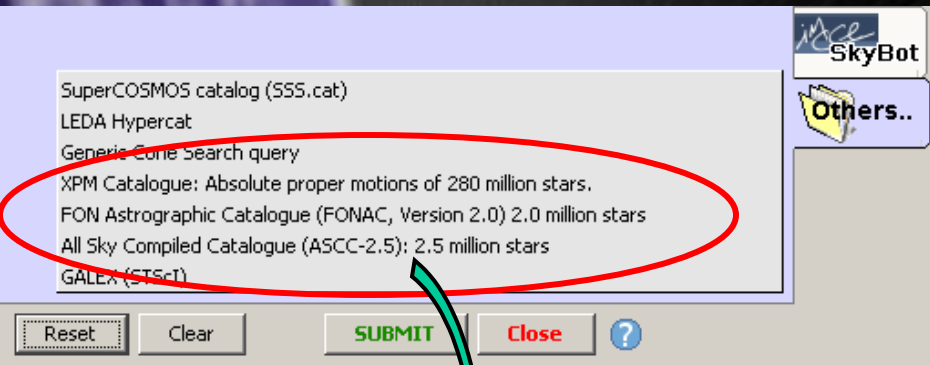 imcce
SkyBot
Others..
SuperCOSMOS catalog (SSS.cat)
LEDA Hypercat
Generic Cone Search query
XPM Catalogue: Absolute proper motions of 280 million stars.
FON Astrographic Catalogue (FONAC, Version 2.0) 2.0 million stars
All Sky Compiled Catalogue (ASCC-2.5): 2.5 million stars
GALEX (STScI)
Reset Clear SUBMIT Close ?